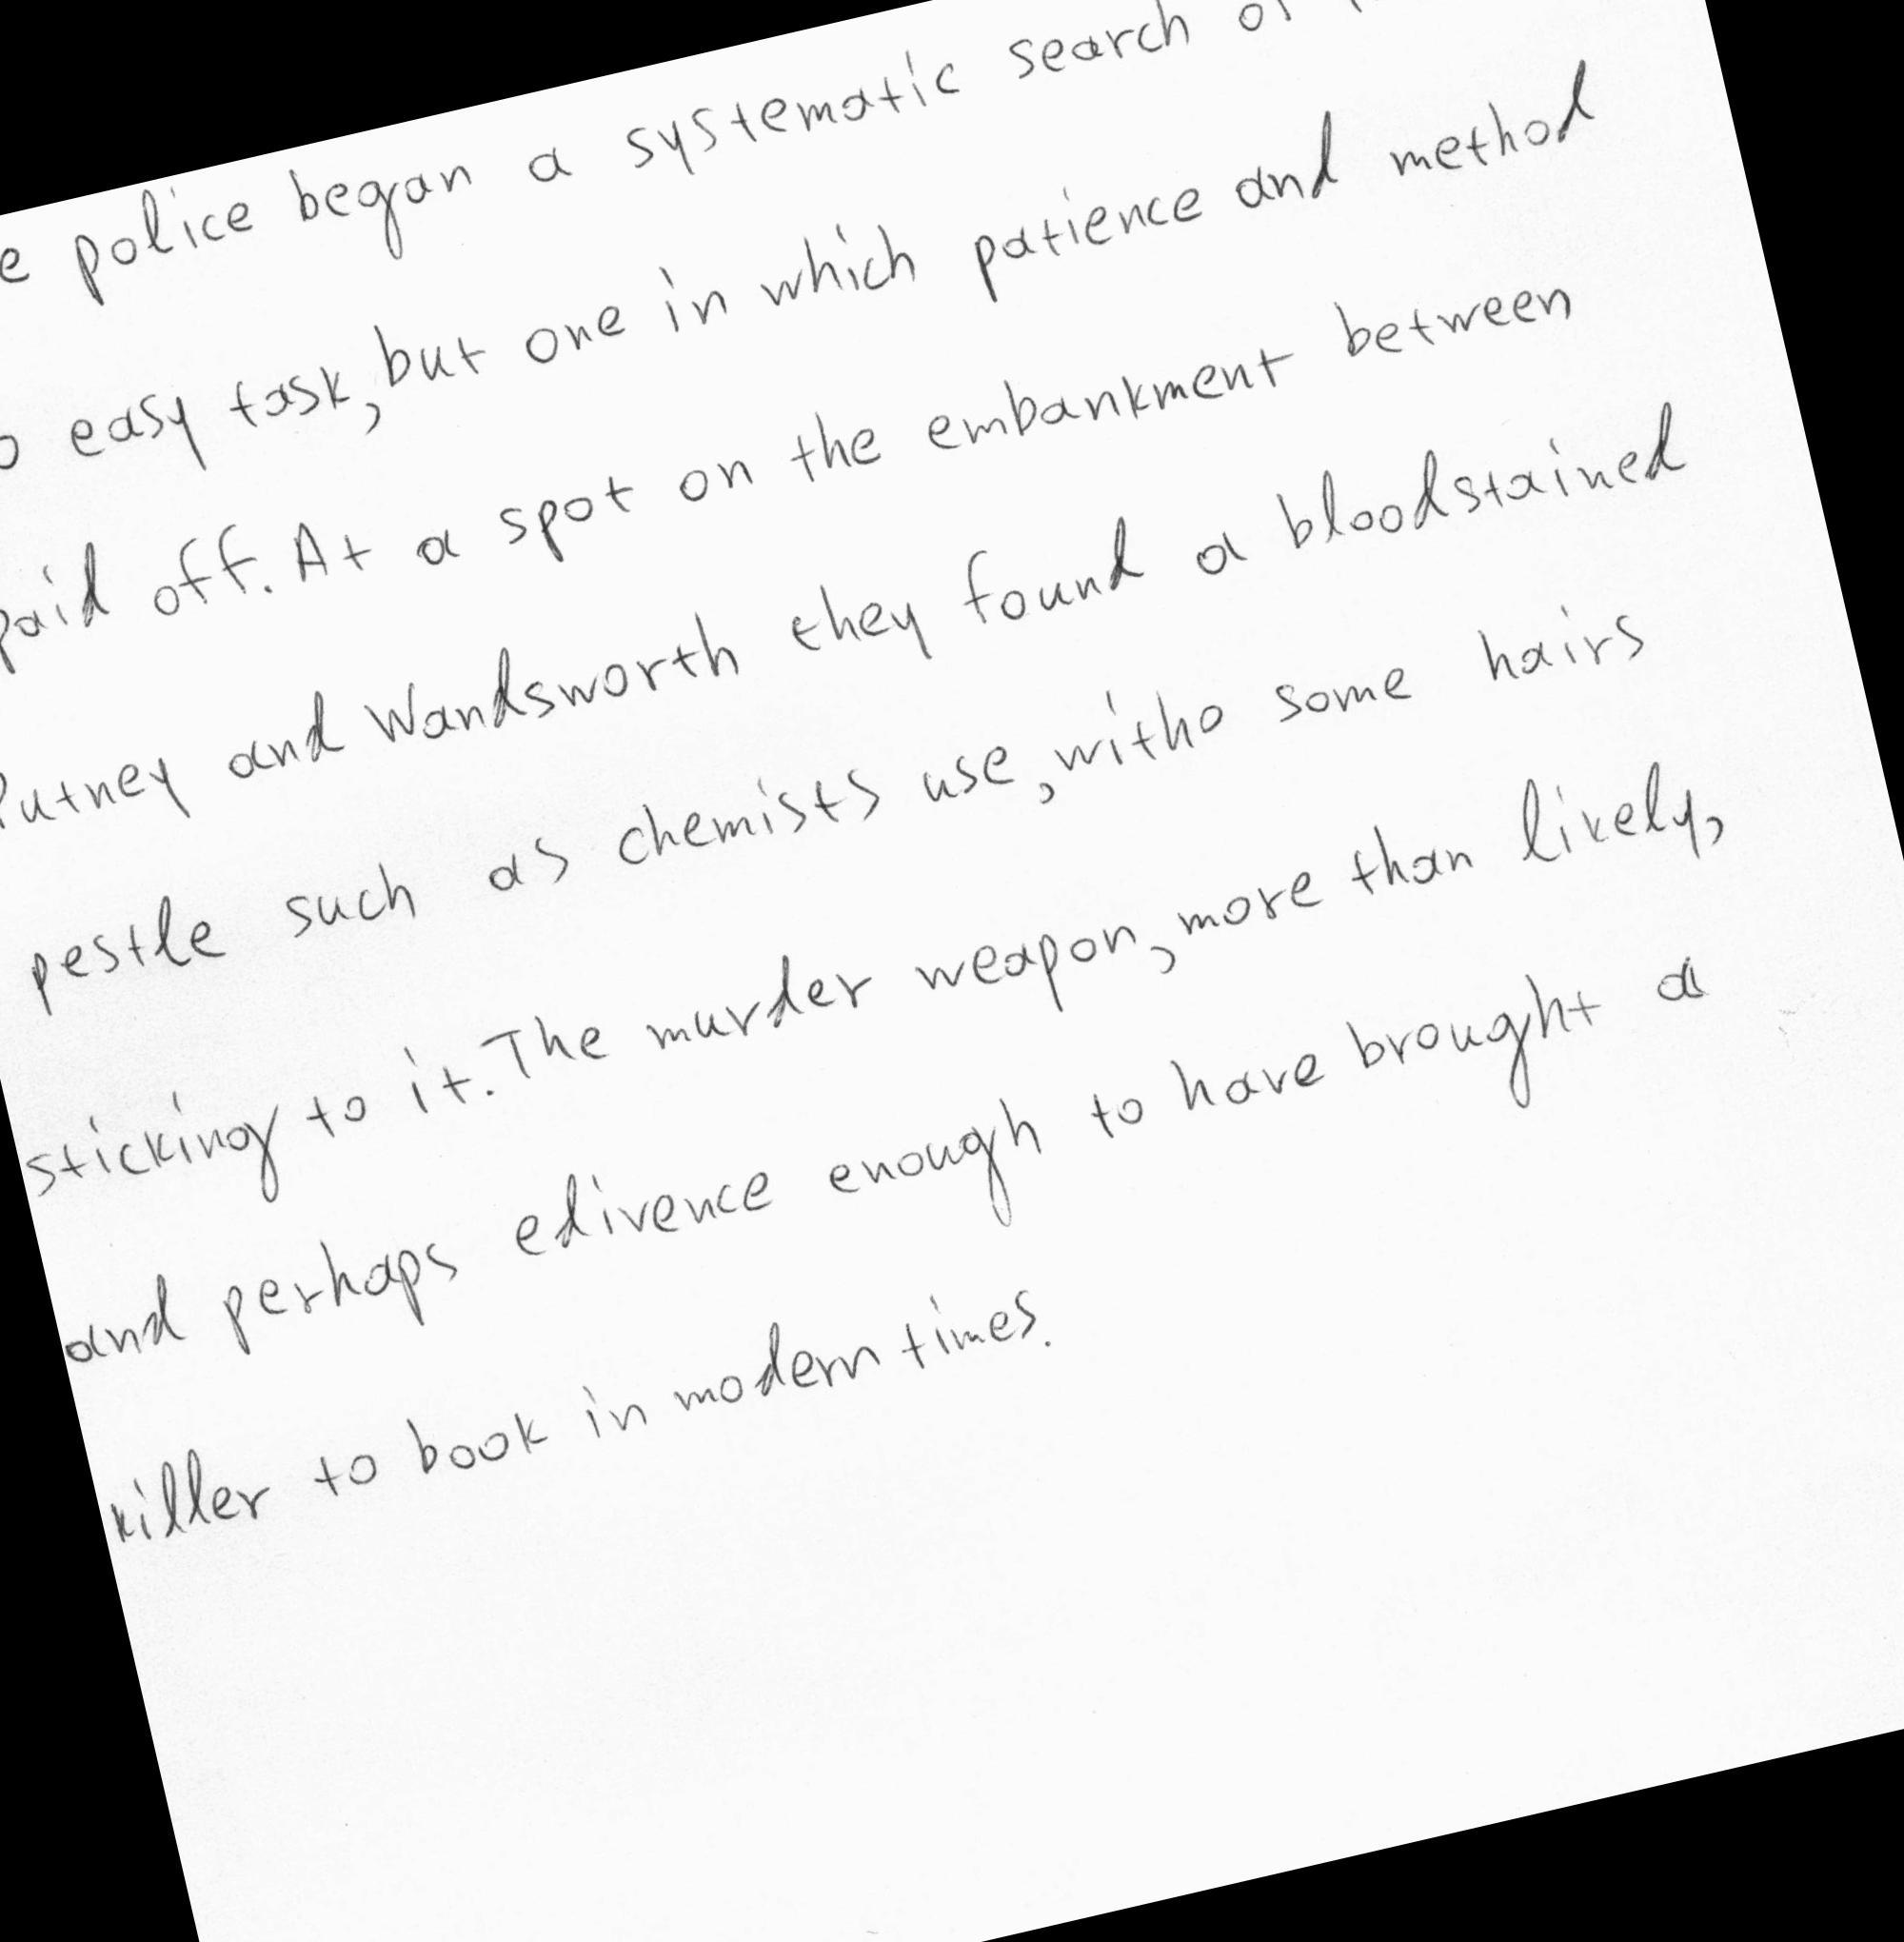 police began a systematic search
easy task, but one in which patience and method
paid off. At a spot on the embankment between
Putney and Wandsworth they found a bloodstained
pestle such as chemists use, witho some hairs
sticking to it. The murder weapon, more than likely,
and perhaps edivence enough to have brought a
killer to book in modern times.